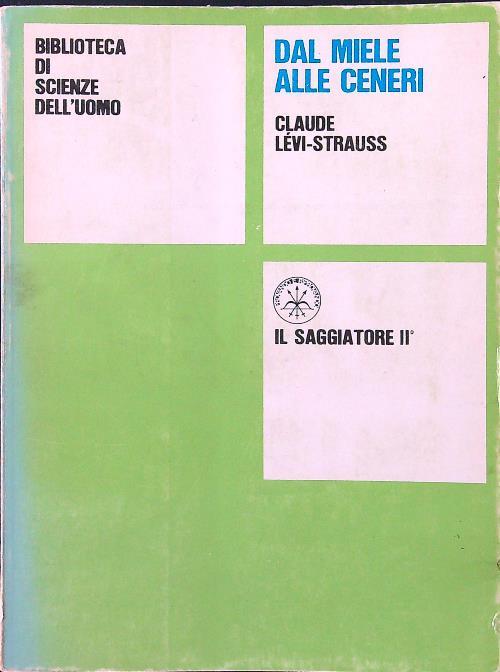 BIBLIOTECA
DI
SCIENZE
DELL'UOMO
DAL MIELE
ALLE CENERI
CLAUDE
LÉVI-STRAUSS
IL SAGGIATORE II°